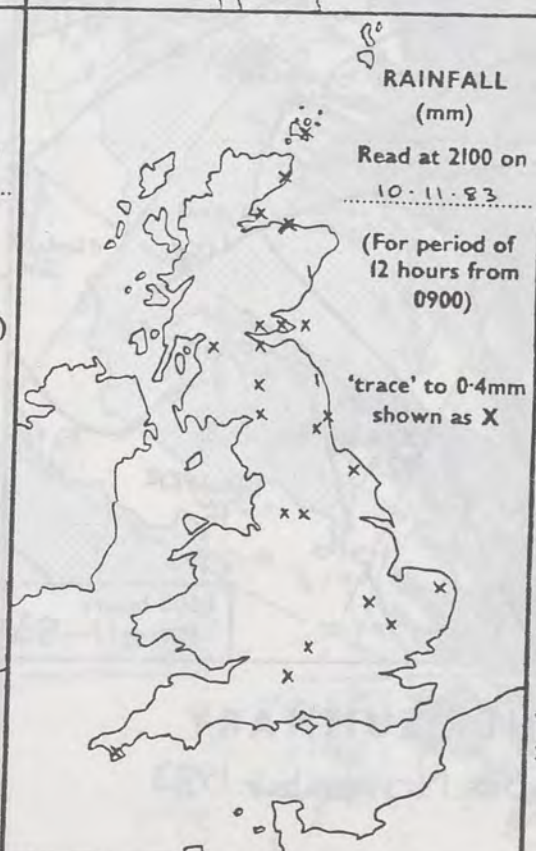 RAINFALL
(mm)
Read at 2100 on
10·11·83
(For period of
12 hours from
0900)
'trace' to 0·4mm
shown as X